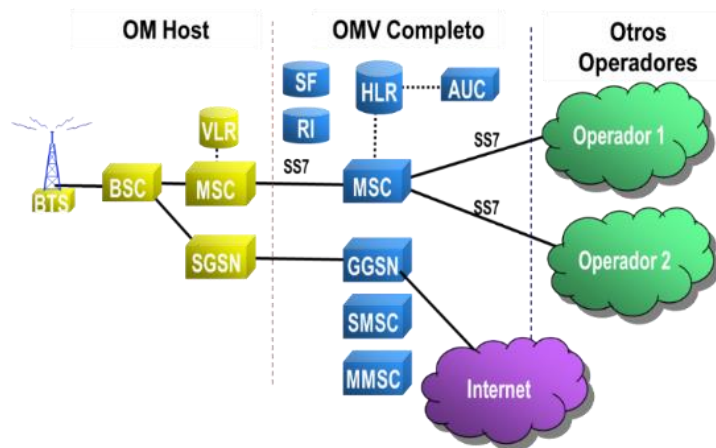 OM Host
OMV Completo
Otros
Operadores
SF
HLR
AUC
RI
VLR
Operador 1
SS7
BTS
BSC
MSC
SS7
MSC
SS7
SGSN
GGSN
Operador 2
SMSC
MMSC
Internet